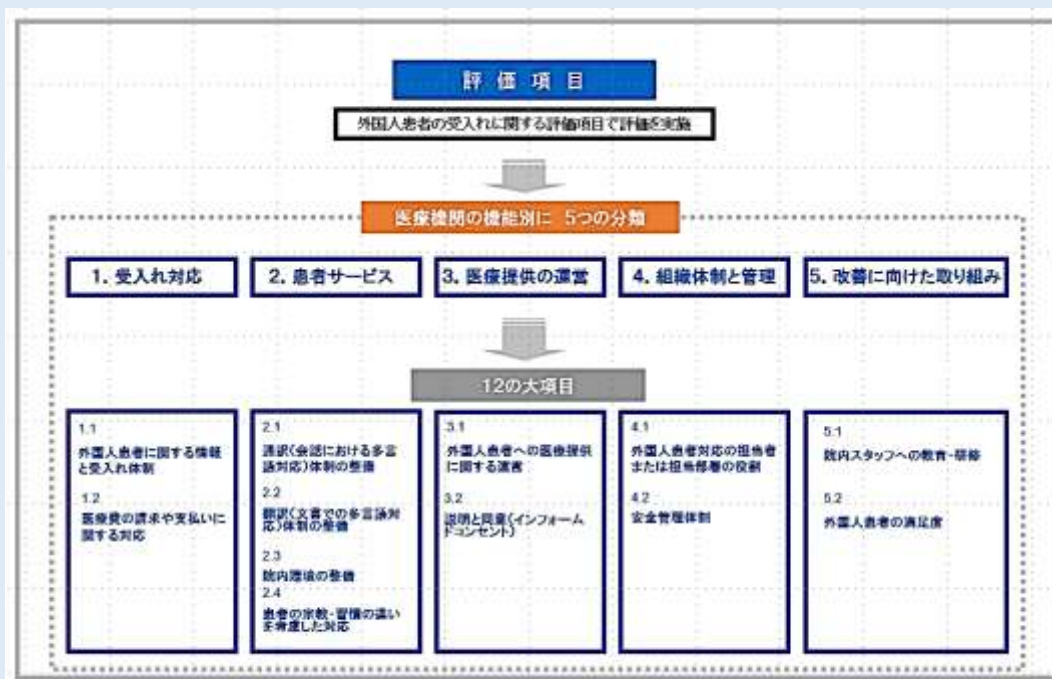 評価項目
外国人患者の受入れに関する評価項目で評価を実施
医療機関の機能別に 5つの分類
1. 受入れ対応
2. 患者サービス
3. 医療提供の運営
4. 組織体制と管理
5. 改善に向けた取り組み
12の大項目
1.1
外国人患者に関する情報
と受入れ体制
1.2
医療費の請求や支払いに
関する対応
2.1
通訳(会話における多言
語対応)体制の整備
2.2
翻訳(文書での多言語対
応)体制の整備
2.3
院内環境の整備
2.4
患者の宗教・習慣の違い
を考慮した対応
3.1
外国人患者への医療提供
に関する運営
3.2
説明と同意(インフォーム
ドコンセント)
4.1
外国人患者対応の担当者
または担当部署の役割
4.2
安全管理体制
5.1
院内スタッフへの教育・研修
5.2
外国人患者の満足度